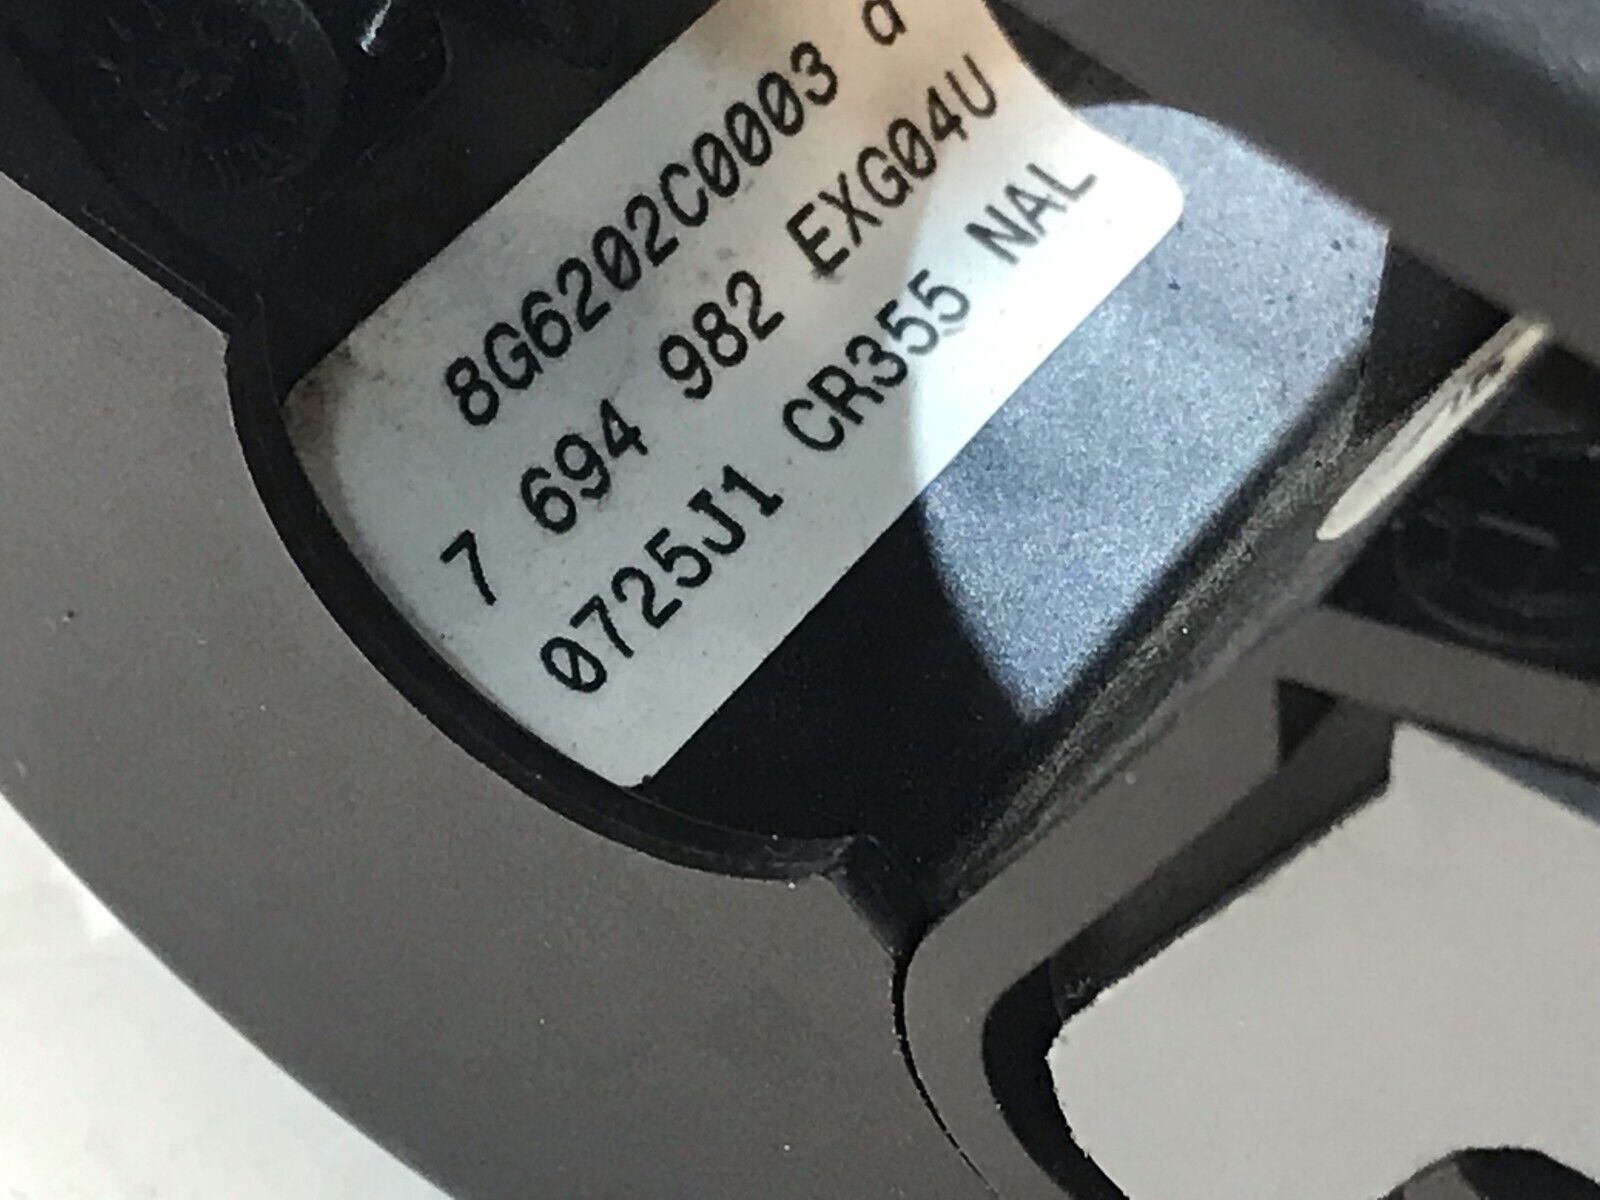 8G6202C0003 a
7 694 982 EXG04U
0725J1 CR355 NAL